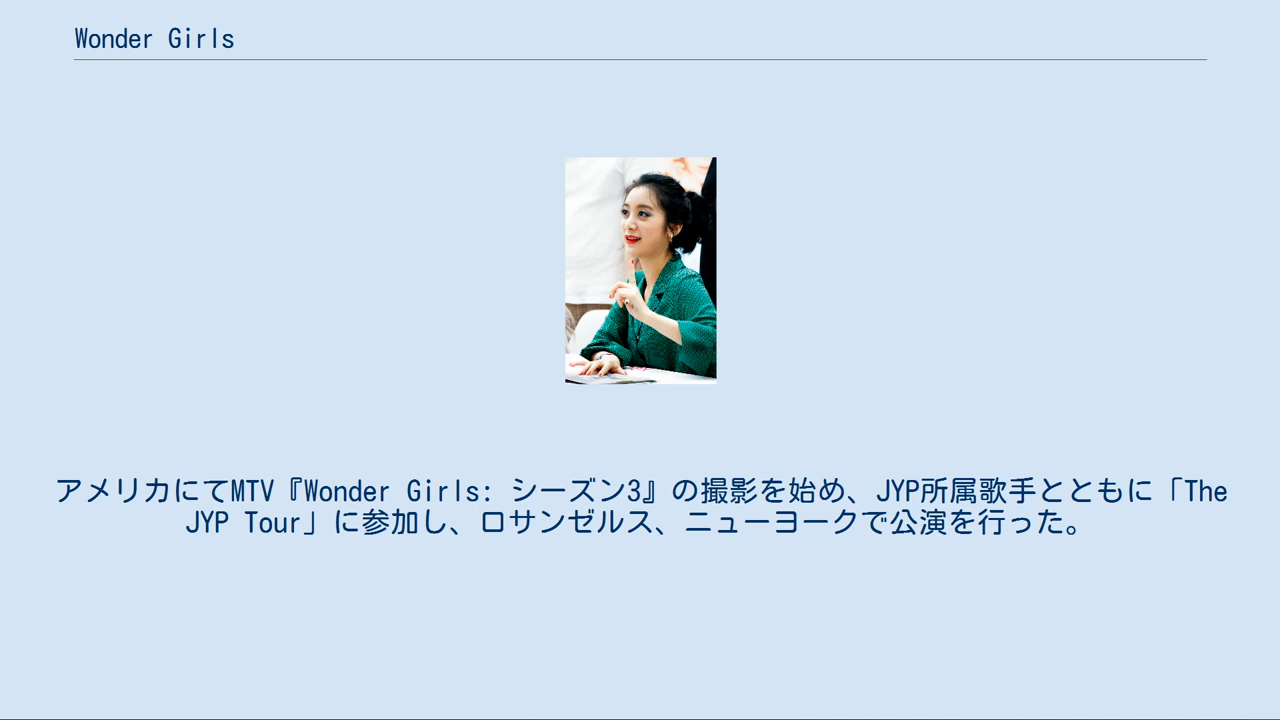 Wonder Girls
アメリカにてMTV『Wonder Girls: シーズン3』の撮影を始め、JYP所属歌手とともに「The
JYP Tour」に参加し、ロサンゼルス、ニューヨークで公演を行った。